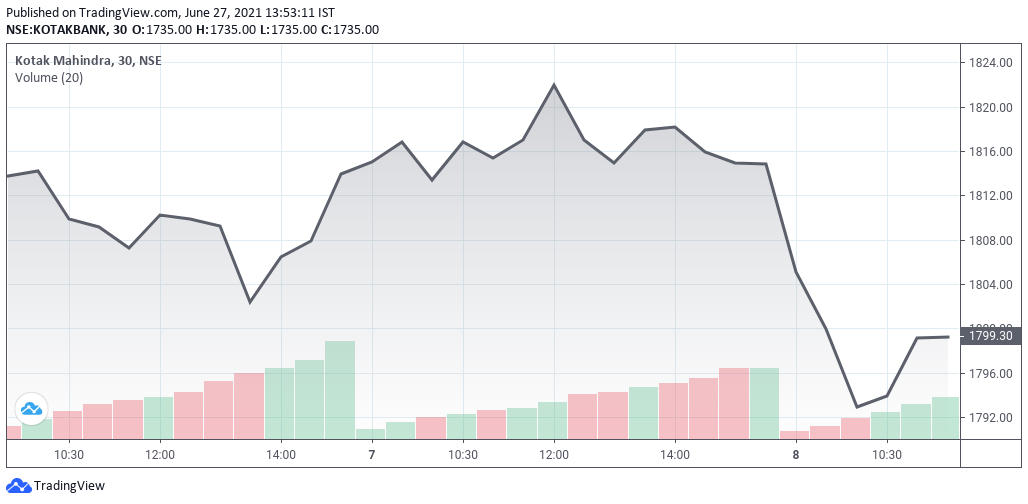 Published on TradingView.com, June 27, 2021 13:53:11 IST
NSE:KOTAKBANK, 30 O:1735.00 H:1735.00 L:1735.00 C:1735.00
Kotak Mahindra, 30, NSE
Volume (20)
1824.00
1820.00
1816.00
1812.00
1808.00
1804.00
1800.00
1799.30
1796.00
1792.00
10:30 12:00 14:00 7 10:30 12:00 14:00 8 10:30
TradingView